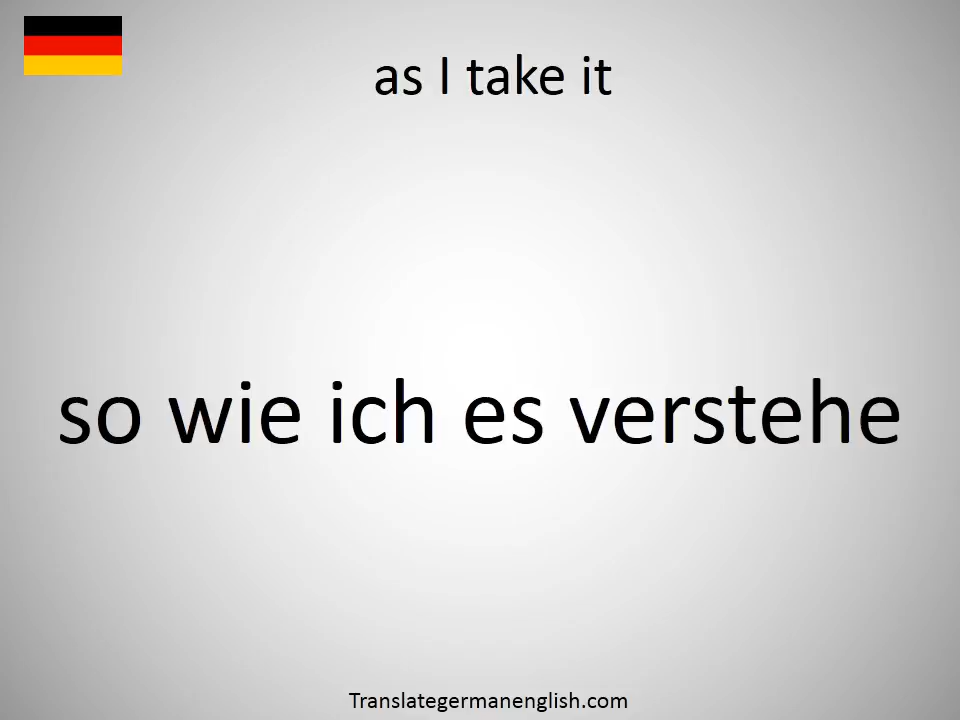 as I take it
so wie ich es verstehe
Translategermanenglish.com